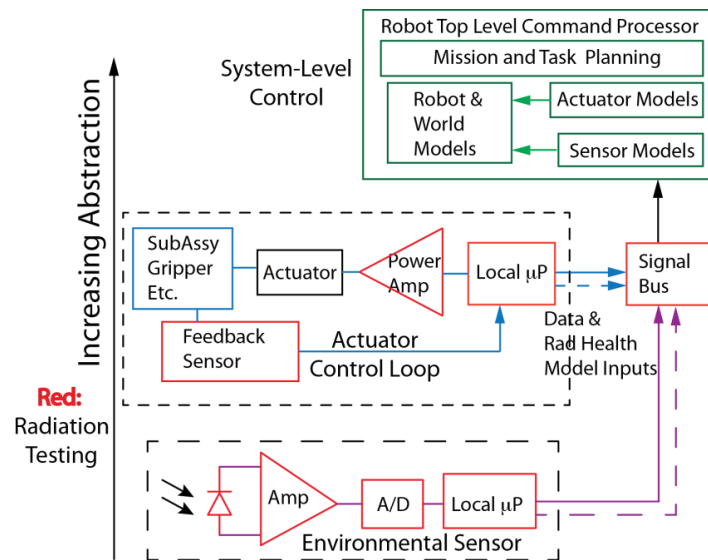 Robot Top Level Command Processor
Mission and Task Planning
System-Level
Control
Robot &
World
Models
Actuator Models
Sensor Models
Increasing Abstraction
SubAssy
Gripper
Etc.
Actuator
Power
Amp
Local µP
Signal
Bus
Feedback
Sensor
Actuator
Control Loop
Data &
Rad Health
Model Inputs
Red:
Radiation
Testing
Amp
A/D
Local µP
Environmental Sensor